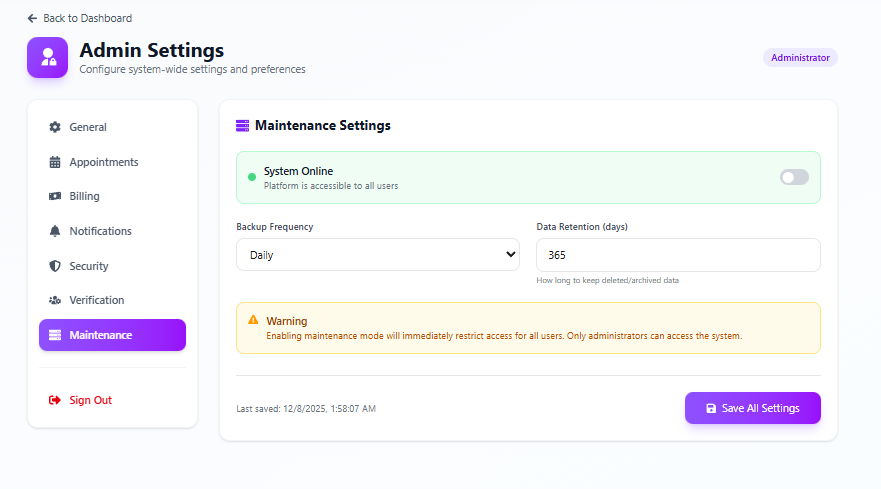 Back to Dashboard
Admin Settings
Configure system-wide settings and preferences
Administrator
General
Appointments
Billing
Notifications
Security
Verification
Maintenance
Sign Out
Maintenance Settings
System Online
Platform is accessible to all users
Backup Frequency
Daily
Data Retention (days)
365
How long to keep deleted/archived data
Warning
Enabling maintenance mode will immediately restrict access for all users. Only administrators can access the system.
Last saved: 12/8/2025, 1:58:07 AM
Save All Settings